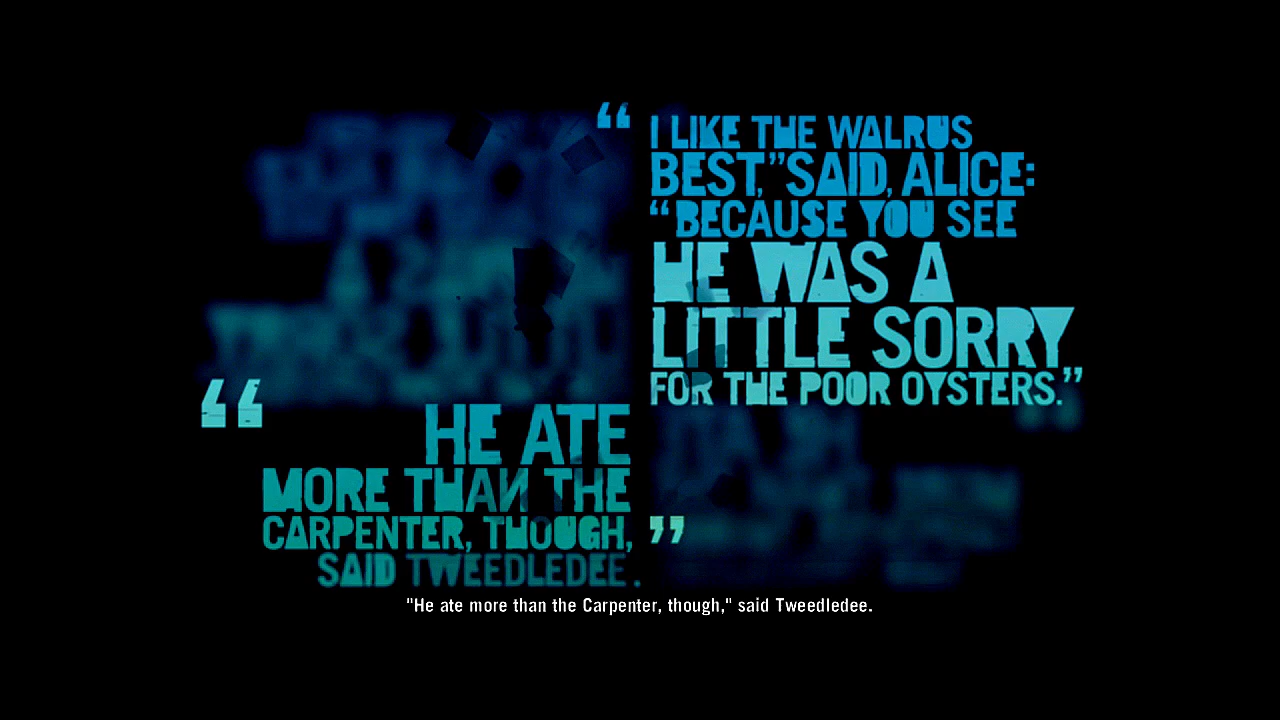 “I LIKE THE WALRUS
BEST,”SAID, ALICE:
“BECAUSE YOU SEE
HE WAS A
LITTLE SORRY
FOR THE POOR OYSTERS.”
“HE ATE
MORE THAN THE
CARPENTER, THOUGH,”
SAID TWEEDLEDEE.
"He ate more than the Carpenter, though," said Tweedledee.